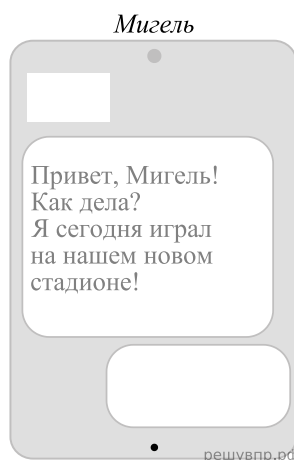 Мигель
Привет, Мигель!
Как дела?
Я сегодня играл
на нашем новом
стадионе!
решувпр.рф